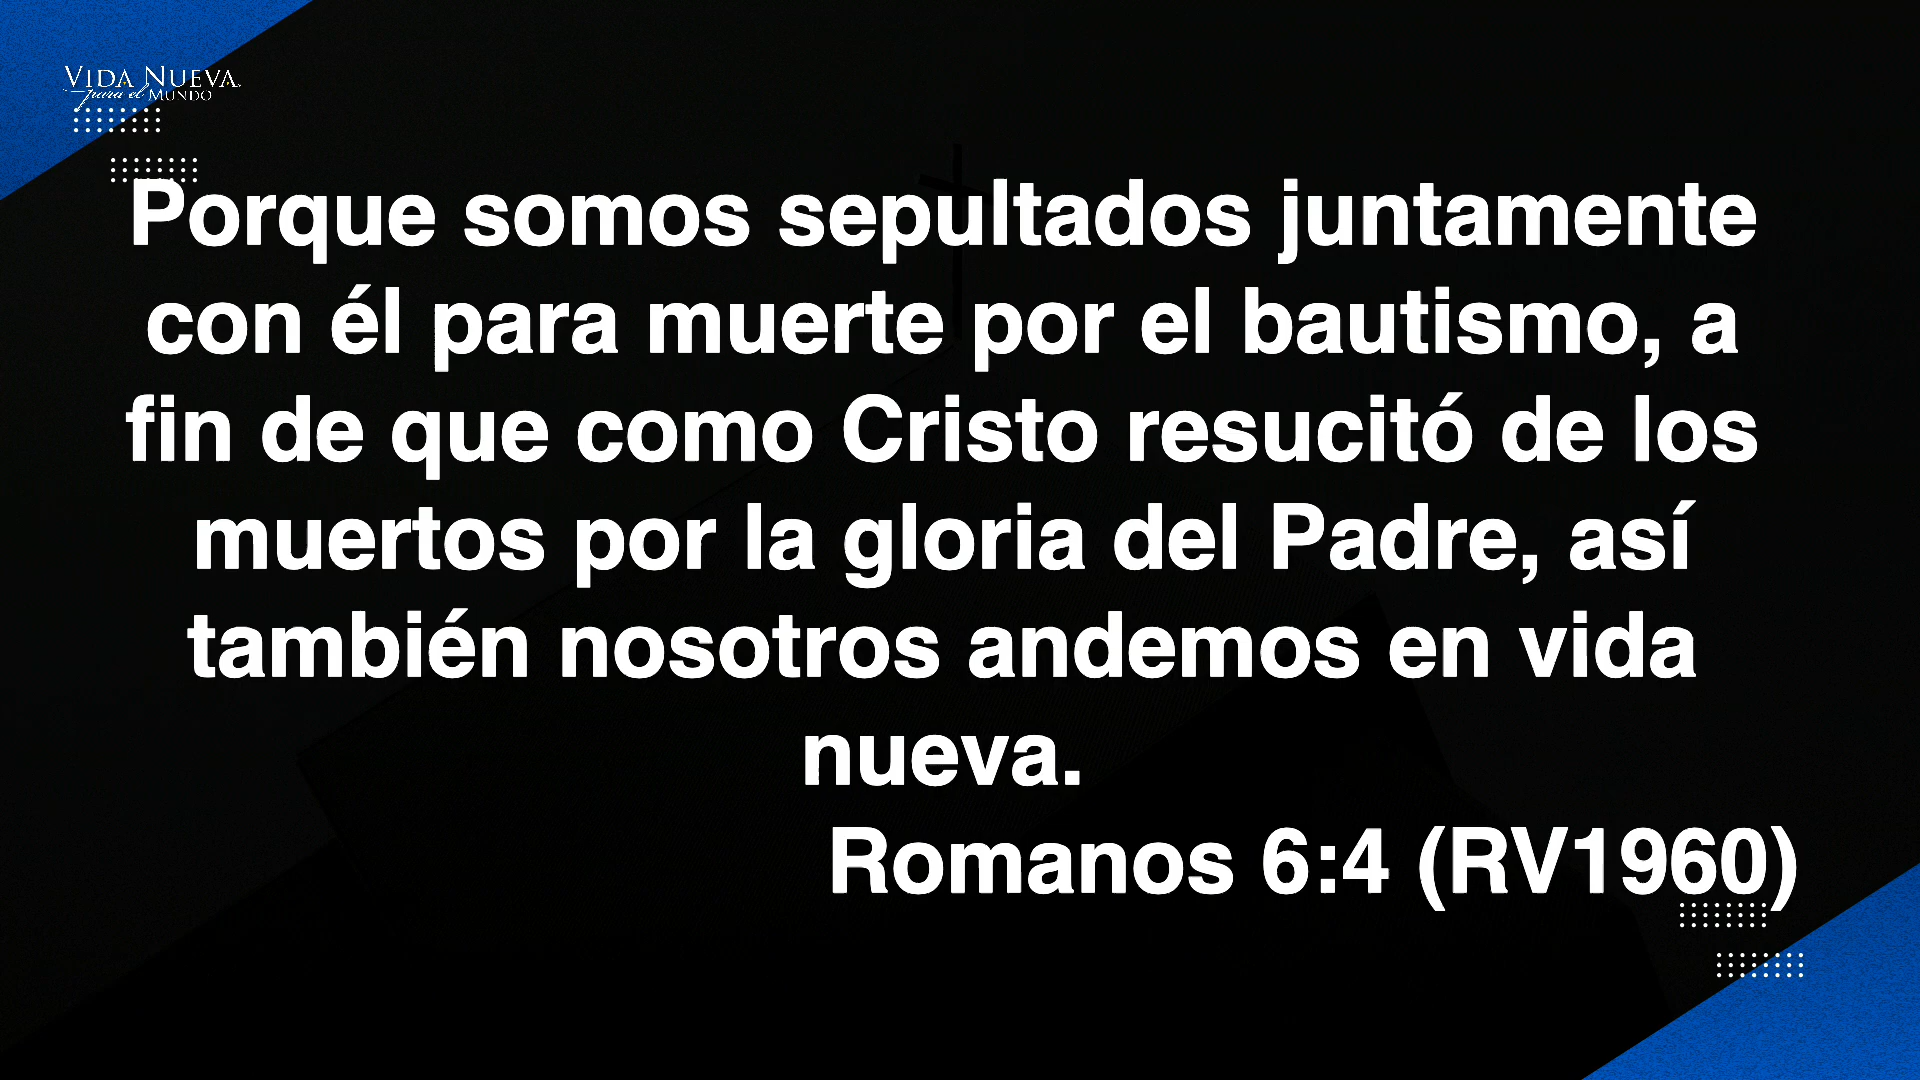 VIDA NUEVA
para el MUNDO
Porque somos sepultados juntamente
con él para muerte por el bautismo, a
fin de que como Cristo resucitó de los
muertos por la gloria del Padre, así
también nosotros andemos en vida
nueva.
Romanos 6:4 (RV1960)